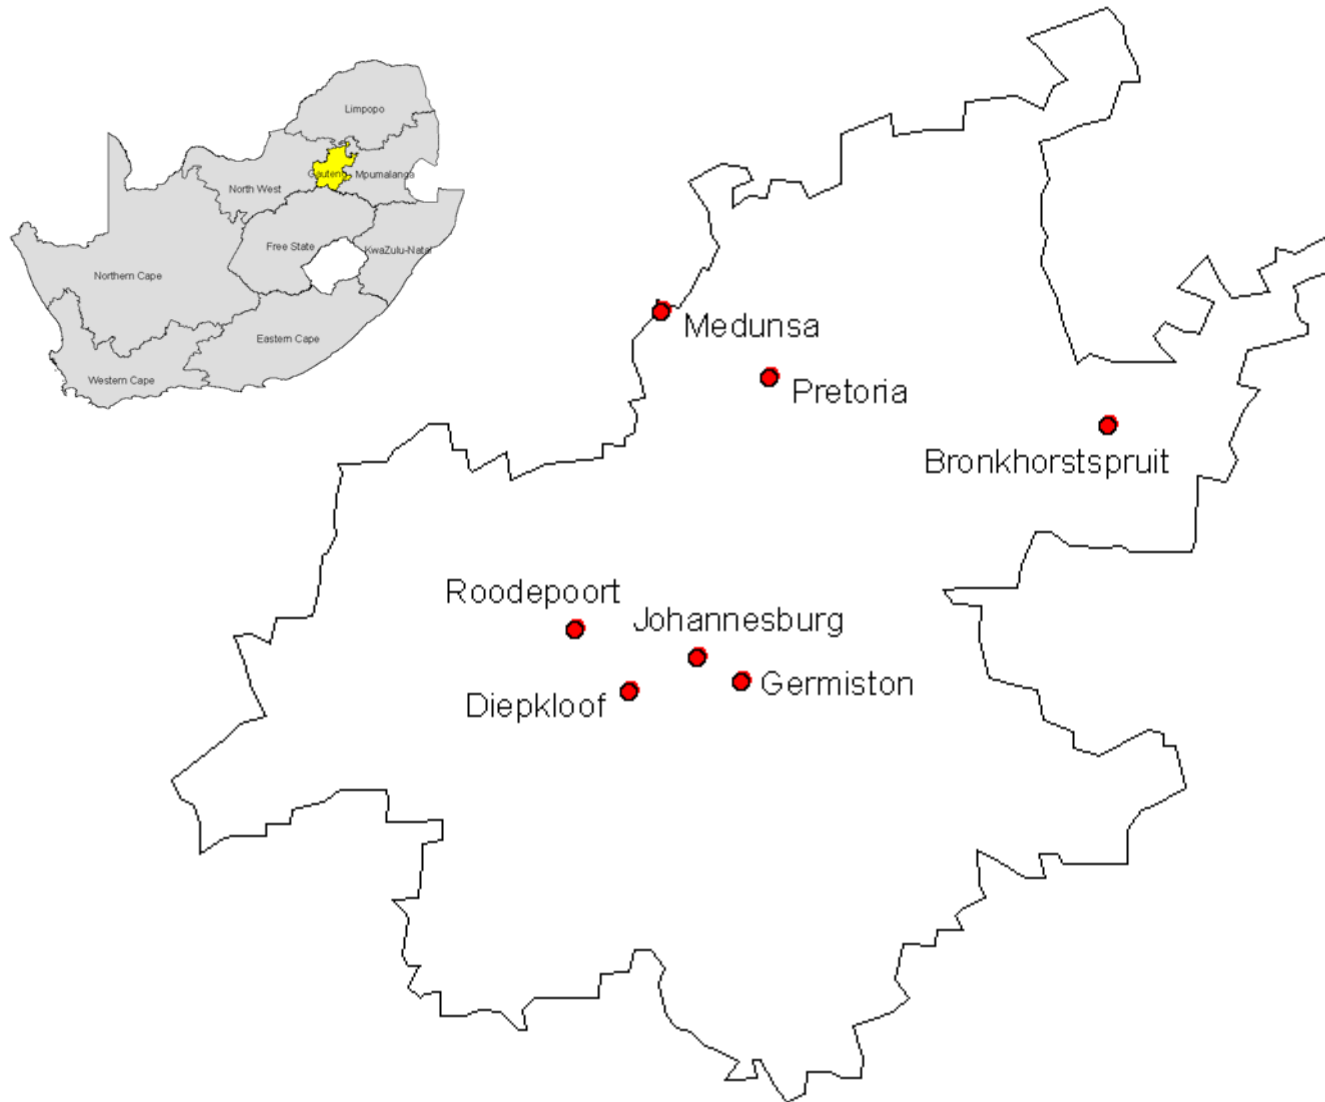 Limpopo
Gauteng
Mpumalanga
North West
Free State
KwaZulu-Natal
Northern Cape
Eastern Cape
Western Cape
Medunsa
Pretoria
Bronkhorstspruit
Roodepoort
Johannesburg
Germiston
Diepkloof